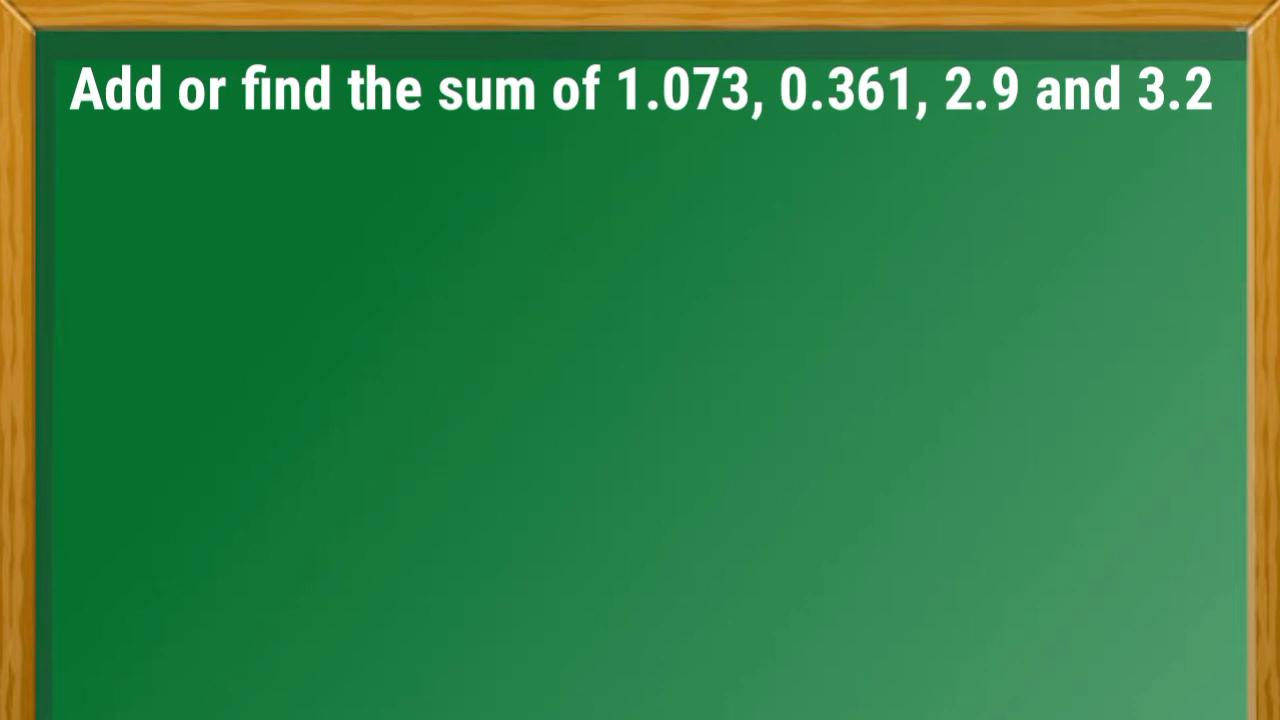 Add or find the sum of 1.073, 0.361, 2.9 and 3.2